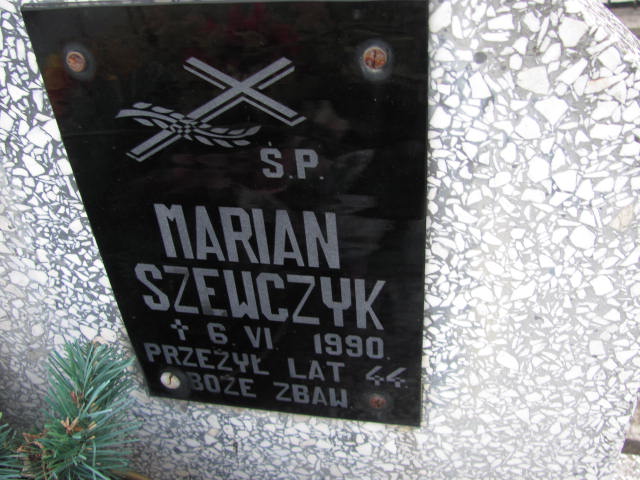 Ś.P.
MARIAN
SZEWCZYK
† 6 VI 1990.
PRZEŻYŁ LAT 44.
BOŻE ZBAW.